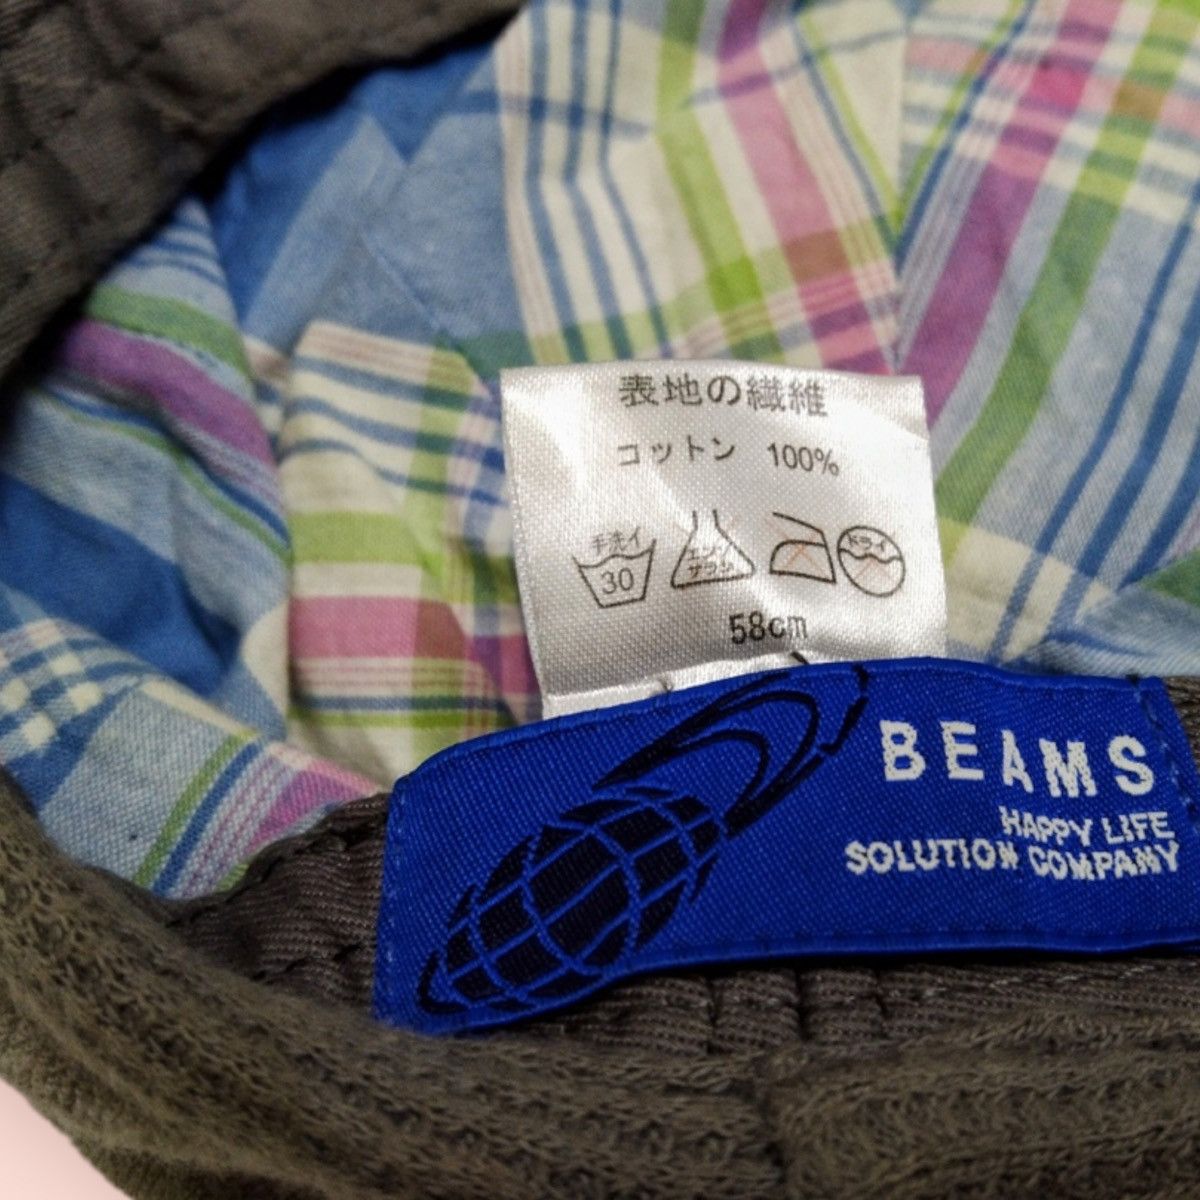 表地の繊維
コットン 100%
手洗イ
30
エンソ
サラシ
ドライ
58cm
BEAMS
HAPPY LIFE
SOLUTION COMPANY